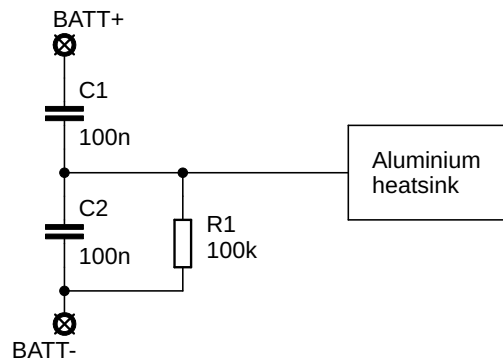 BATT+
C1
100n
Aluminium
heatsink
C2
100n
R1
100k
BATT-